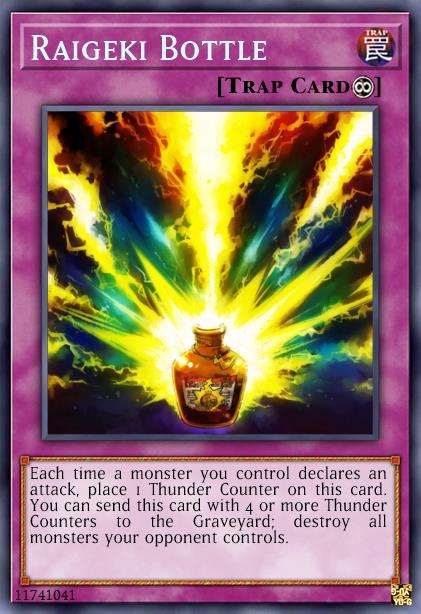 Raigeki Bottle
TRAP
罠
[Trap Card♾]
Each time a monster you control declares an
attack, place 1 Thunder Counter on this card.
You can send this card with 4 or more Thunder
Counters to the Graveyard; destroy all
monsters your opponent controls.
11741041